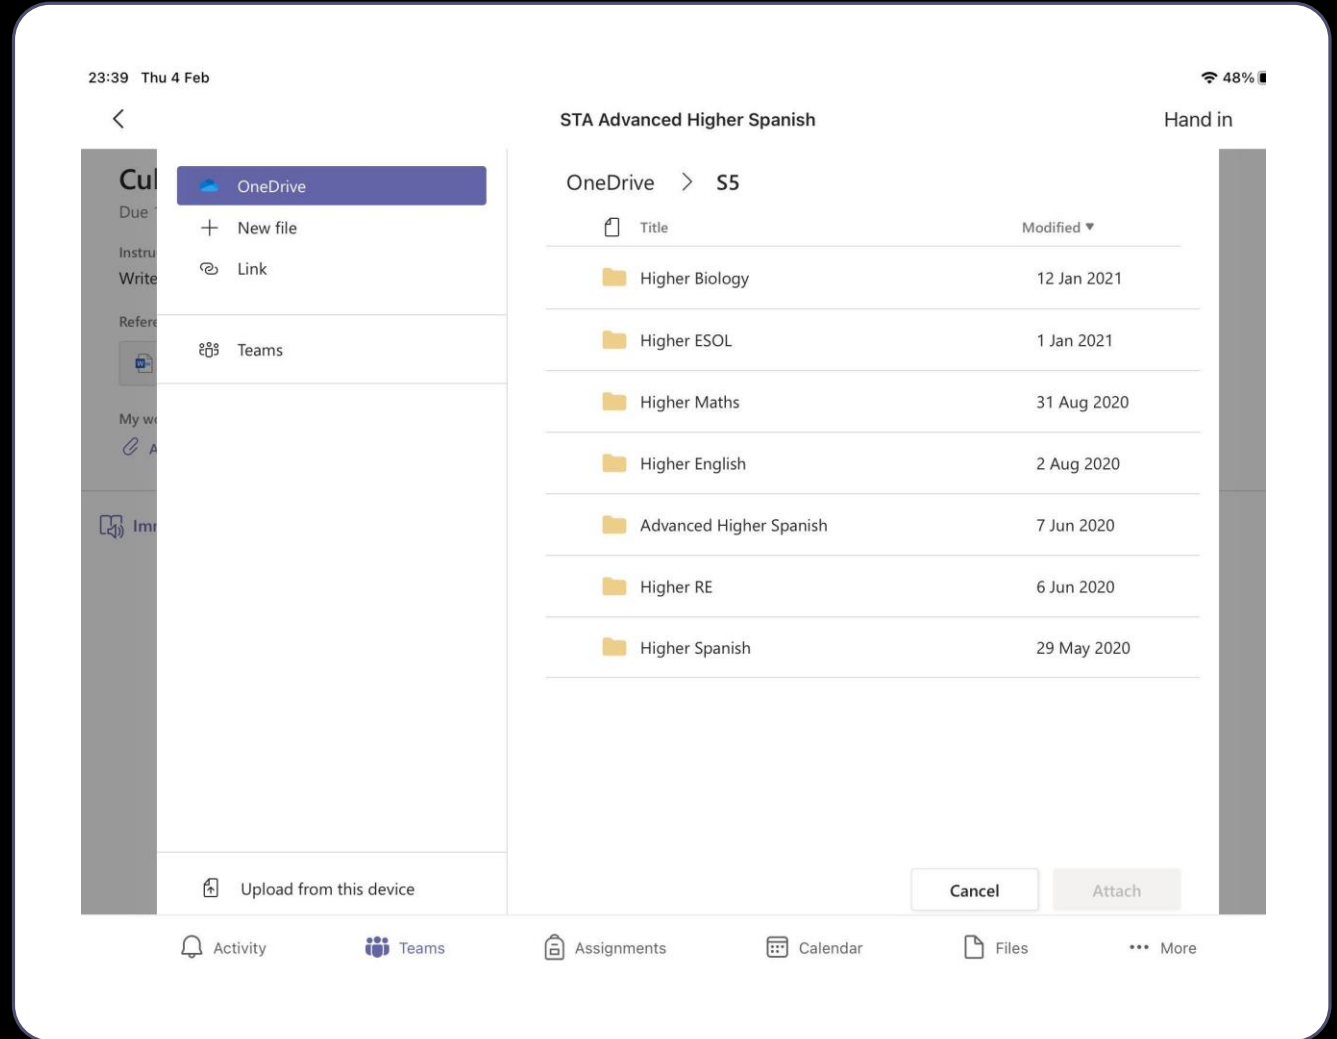 23:39 Thu 4 Feb 48%
STA Advanced Higher Spanish Hand in
Due
Write
My
OneDrive
New file
Link
Teams
Upload from this device
OneDrive > S5
Title Modified ▼
Higher Biology 12 Jan 2021
Higher ESOL 1 Jan 2021
Higher Maths 31 Aug 2020
Higher English 2 Aug 2020
Advanced Higher Spanish 7 Jun 2020
Higher RE 6 Jun 2020
Higher Spanish 29 May 2020
Cancel Attach
Activity Teams Assignments Calendar Files ••• More